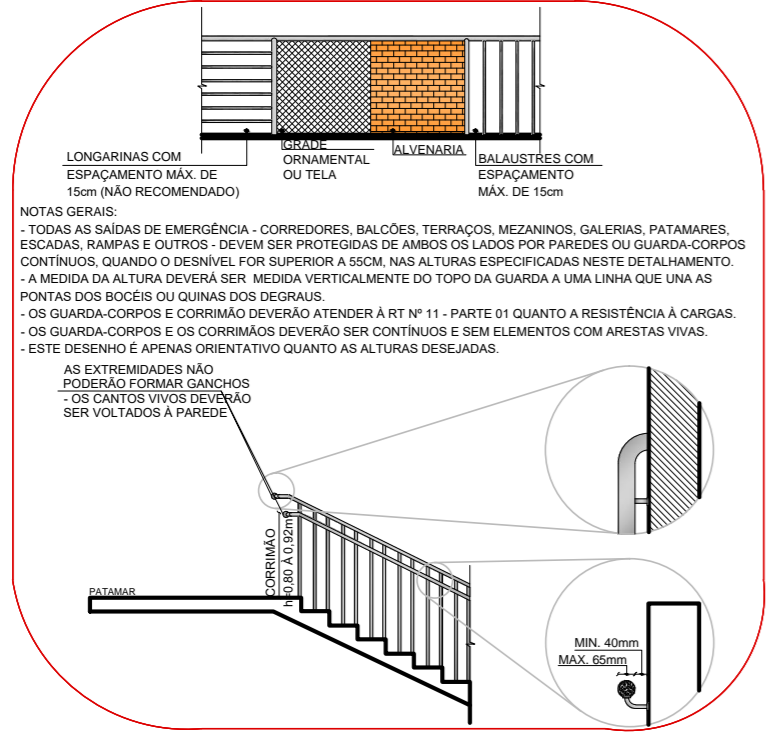 LONGARINAS COM
ESPAÇAMENTO MÁX. DE
15cm (NÃO RECOMENDADO)
GRADE
ORNAMENTAL
OU TELA
ALVENARIA
BALAUSTRES COM
ESPAÇAMENTO
MÁX. DE 15cm
NOTAS GERAIS:
- TODAS AS SAÍDAS DE EMERGÊNCIA - CORREDORES, BALCÕES, TERRAÇOS, MEZANINOS, GALERIAS, PATAMARES,
ESCADAS, RAMPAS E OUTROS - DEVEM SER PROTEGIDAS DE AMBOS OS LADOS POR PAREDES OU GUARDA-CORPOS
CONTÍNUOS, QUANDO O DESNÍVEL FOR SUPERIOR A 55CM, NAS ALTURAS ESPECIFICADAS NESTE DETALHAMENTO.
- A MEDIDA DA ALTURA DEVERÁ SER MEDIDA VERTICALMENTE DO TOPO DA GUARDA A UMA LINHA QUE UNA AS
PONTAS DOS BOCÉIS OU QUINAS DOS DEGRAUS.
- OS GUARDA-CORPOS E CORRIMÃO DEVERÃO ATENDER À RT Nº 11 - PARTE 01 QUANTO A RESISTÊNCIA À CARGAS.
- OS GUARDA-CORPOS E OS CORRIMÃOS DEVERÃO SER CONTÍNUOS E SEM ELEMENTOS COM ARESTAS VIVAS.
- ESTE DESENHO É APENAS ORIENTATIVO QUANTO AS ALTURAS DESEJADAS.
AS EXTREMIDADES NÃO
PODERÃO FORMAR GANCHOS
- OS CANTOS VIVOS DEVERÃO
SER VOLTADOS À PAREDE
CORRIMÃO
h=0,80 À 0,92m
PATAMAR
MIN. 40mm
MAX. 65mm